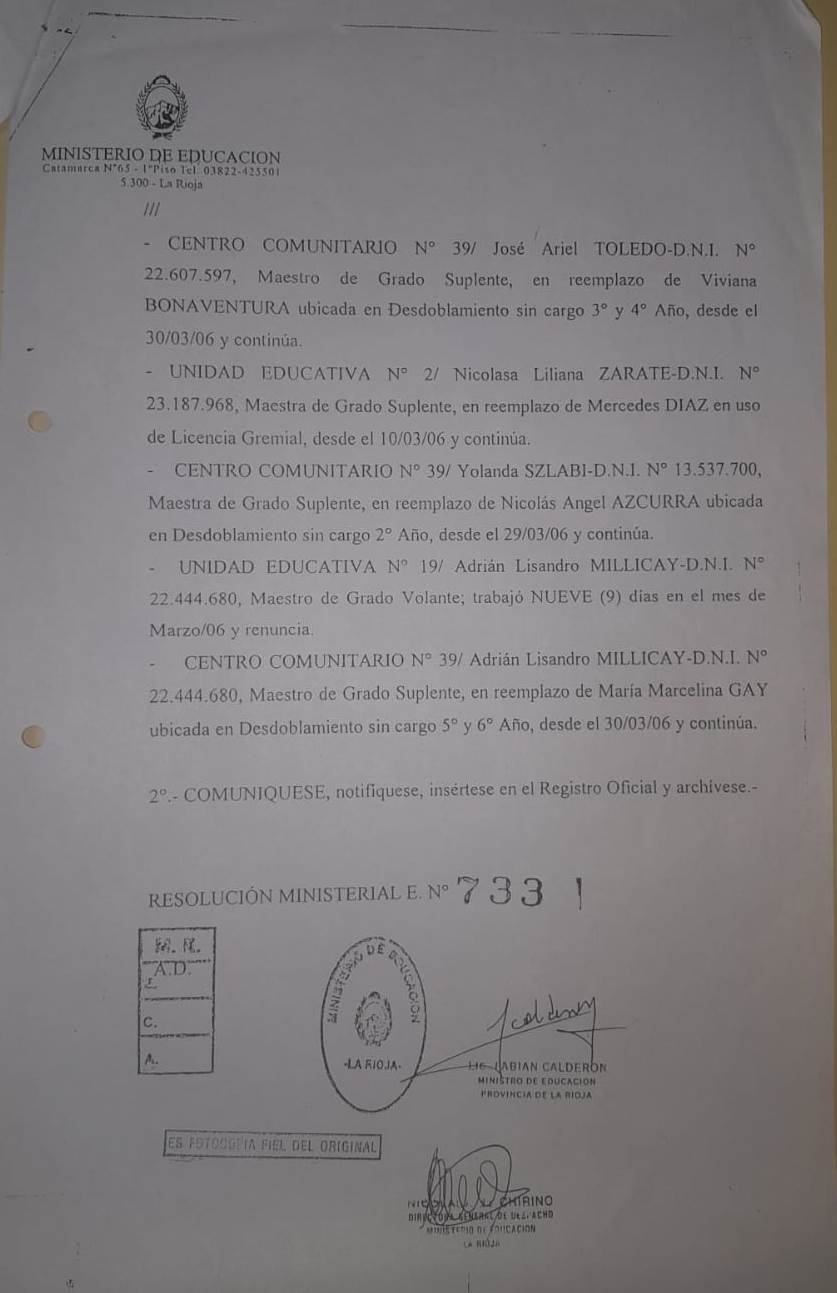 MINISTERIO DE EDUCACION
Catamarca N°65 - 1°Piso Tel. 03822-425501
5.300 - La Rioja
///
- CENTRO COMUNITARIO N° 39/ José Ariel TOLEDO-D.N.I. N°
22.607.597, Maestro de Grado Suplente, en reemplazo de Viviana
BONAVENTURA ubicada en Desdoblamiento sin cargo 3° y 4° Año, desde el
30/03/06 y continúa.
- UNIDAD EDUCATIVA N° 2/ Nicolasa Liliana ZARATE-D.N.I. N°
23.187.968, Maestra de Grado Suplente, en reemplazo de Mercedes DIAZ en uso
de Licencia Gremial, desde el 10/03/06 y continúa.
- CENTRO COMUNITARIO N° 39/ Yolanda SZLABI-D.N.I. N° 13.537.700,
Maestra de Grado Suplente, en reemplazo de Nicolás Angel AZCURRA ubicada
en Desdoblamiento sin cargo 2° Año, desde el 29/03/06 y continúa.
- UNIDAD EDUCATIVA N° 19/ Adrián Lisandro MILLICAY-D.N.I. N°
22.444.680, Maestro de Grado Volante; trabajó NUEVE (9) días en el mes de
Marzo/06 y renuncia.
- CENTRO COMUNITARIO N° 39/ Adrián Lisandro MILLICAY-D.N.I. N°
22.444.680, Maestro de Grado Suplente, en reemplazo de María Marcelina GAY
ubicada en Desdoblamiento sin cargo 5° y 6° Año, desde el 30/03/06 y continúa.
2°.- COMUNIQUESE, notifíquese, insértese en el Registro Oficial y archívese.-
RESOLUCIÓN MINISTERIAL E. N° 733
A.D.
C.
A.
MINISTERIO DE EDUCACION
-LA RIOJA-
LIC. FABIAN CALDERON
MINISTRO DE EDUCACION
PROVINCIA DE LA RIOJA
ES FOTOCOPIA FIEL DEL ORIGINAL
CHIRINO
DIRECTORA GENERAL DE DESPACHO
MINISTERIO DE EDUCACION
LA RIOJA